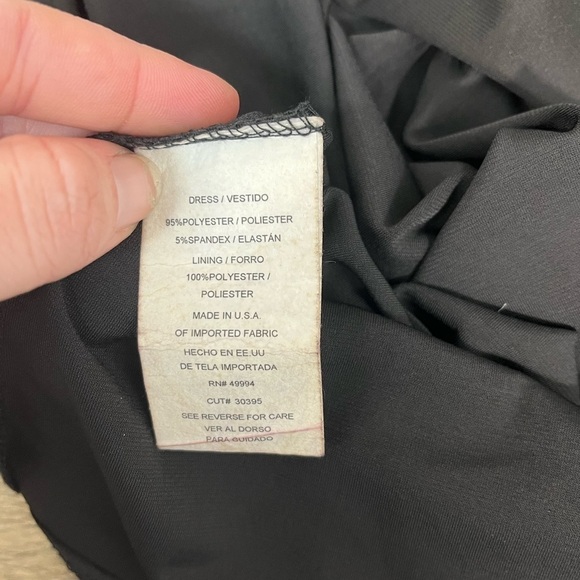 DRESS / VESTIDO
95%POLYESTER / POLIESTER
5%SPANDEX / ELASTÁN
LINING / FORRO
100%POLYESTER /
POLIESTER
MADE IN U.S.A.
OF IMPORTED FABRIC
HECHO EN EE.UU
DE TELA IMPORTADA
RN# 49994
CUT# 30395
SEE REVERSE FOR CARE
VER AL DORSO
PARA CUIDADO